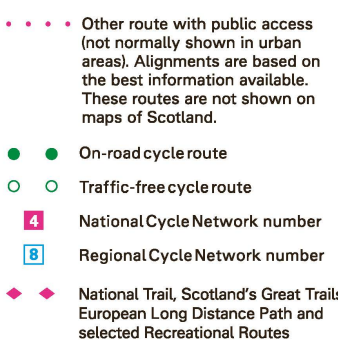 Other route with public access
(not normally shown in urban
areas). Alignments are based on
the best information available.
These routes are not shown on
maps of Scotland.
On-road cycle route
Traffic-free cycle route
4 National Cycle Network number
8 Regional Cycle Network number
National Trail, Scotland's Great Trails
European Long Distance Path and
selected Recreational Routes